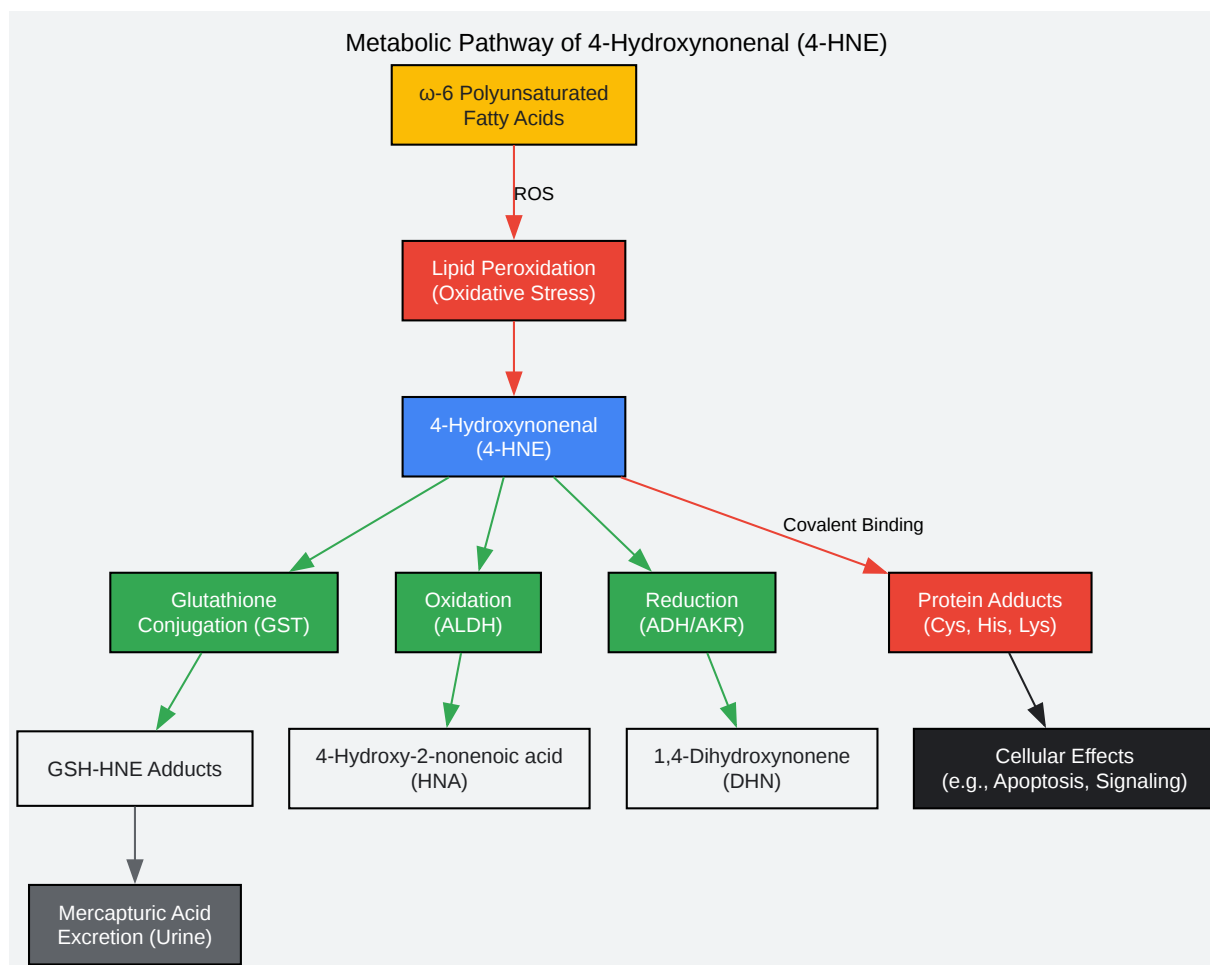 Metabolic Pathway of 4-Hydroxynonenal (4-HNE)
ω-6 Polyunsaturated
Fatty Acids
ROS
Lipid Peroxidation
(Oxidative Stress)
4-Hydroxynonenal
(4-HNE)
Covalent Binding
Glutathione
Conjugation (GST)
Oxidation
(ALDH)
Reduction
(ADH/AKR)
Protein Adducts
(Cys, His, Lys)
GSH-HNE Adducts
4-Hydroxy-2-nonenoic acid
(HNA)
1,4-Dihydroxynonene
(DHN)
Cellular Effects
(e.g., Apoptosis, Signaling)
Mercapturic Acid
Excretion (Urine)